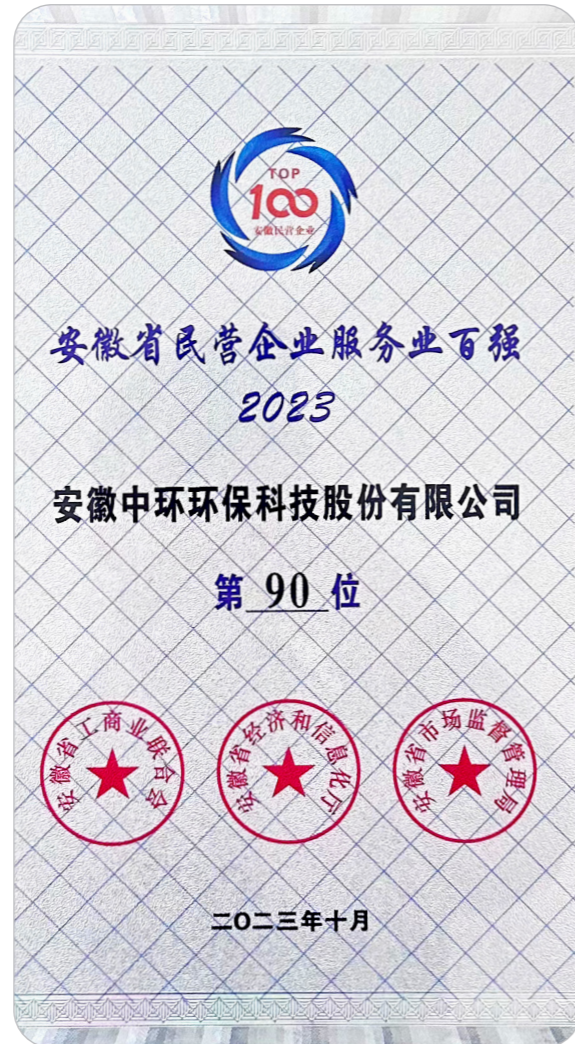 TOP
100
安徽民营企业
安徽省民营企业服务业百强
2023
安徽中环环保科技股份有限公司
第 90 位
安徽省工商业联合会
安徽省经济和信息化厅
安徽省市场监督管理局
二〇二三年十月